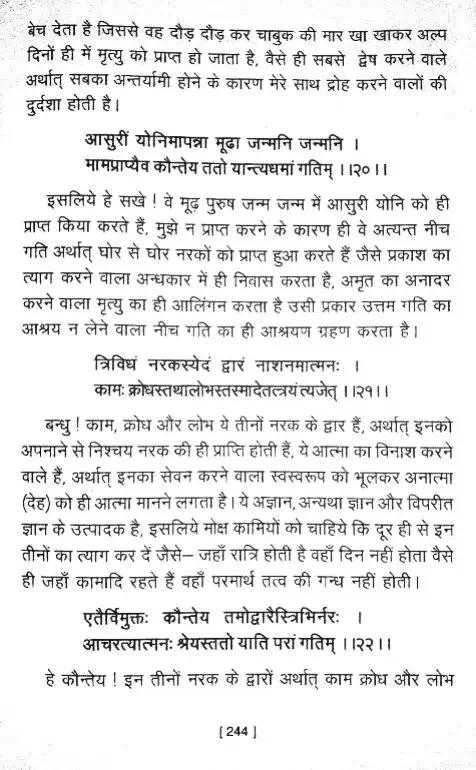 बेच देता है जिससे वह दौड़ दौड़ कर चाबुक की मार खा खाकर अल्प
दिनों ही में मृत्यु को प्राप्त हो जाता है, वैसे ही सबसे द्वेष करने वाले
अर्थात् सबका अन्तर्यामी होने के कारण मेरे साथ द्रोह करने वालों की
दुर्दशा होती है।
आसुरीं योनिमापन्ना मूढा जन्मनि जन्मनि ।
मामप्राप्यैव कौन्तेय ततो यान्त्यधमां गतिम् ।।२०।।
इसलिये हे सखे ! वे मूढ़ पुरुष जन्म जन्म में आसुरी योनि को ही
प्राप्त किया करते हैं, मुझे न प्राप्त करने के कारण ही वे अत्यन्त नीच
गति अर्थात् घोर से घोर नरकों को प्राप्त हुआ करते हैं जैसे प्रकाश का
त्याग करने वाला अन्धकार में ही निवास करता है, अमृत का अनादर
करने वाला मृत्यु का ही आलिंगन करता है उसी प्रकार उत्तम गति का
आश्रय न लेने वाला नीच गति का ही आश्रयण ग्रहण करता है।
त्रिविधं नरकस्येदं द्वारं नाशनमात्मनः ।
कामः क्रोधस्तथालोभस्तस्मादेतत्त्रयंत्यजेत् ।।२१।।
बन्धु ! काम, क्रोध और लोभ ये तीनों नरक के द्वार हैं, अर्थात् इनको
अपनाने से निश्चय नरक की ही प्राप्ति होती हैं, ये आत्मा का विनाश करने
वाले हैं, अर्थात् इनका सेवन करने वाला स्वस्वरूप को भूलकर अनात्मा
(देह) को ही आत्मा मानने लगता है। ये अज्ञान, अन्यथा ज्ञान और विपरीत
ज्ञान के उत्पादक है, इसलिये मोक्ष कामियों को चाहिये कि दूर ही से इन
तीनों का त्याग कर दें जैसे– जहाँ रात्रि होती है वहाँ दिन नहीं होता वैसे
ही जहाँ कामादि रहते हैं वहाँ परमार्थ तत्व की गन्ध नहीं होती।
एतैर्विमुक्तः कौन्तेय तमोद्वारैस्त्रिभिर्नरः ।
आचरत्यात्मनः श्रेयस्ततो याति परां गतिम् ।।२२।।
हे कौन्तेय ! इन तीनों नरक के द्वारों अर्थात् काम क्रोध और लोभ
[ 244 ]